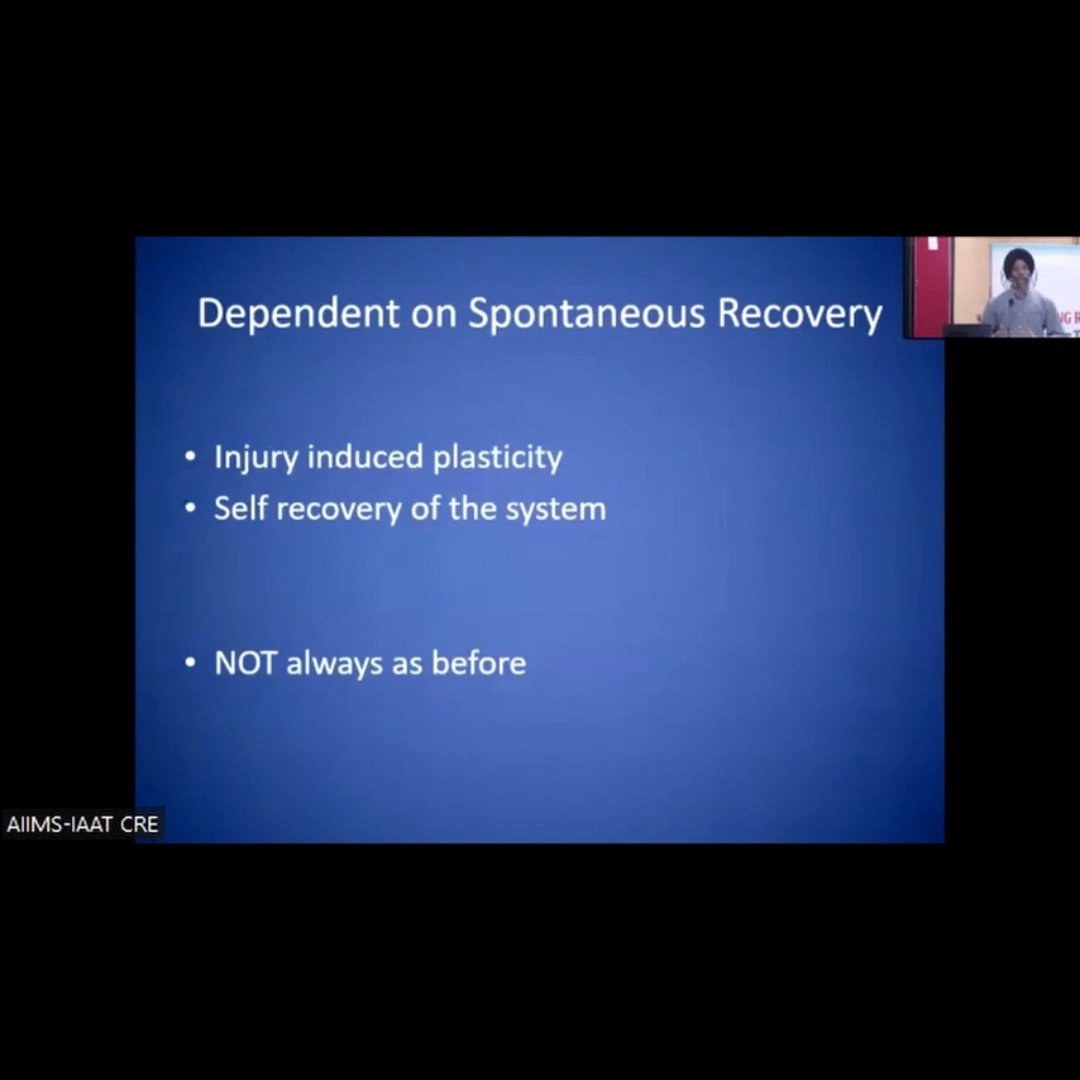 Dependent on Spontaneous Recovery
• Injury induced plasticity
• Self recovery of the system
• NOT always as before
AIIMS-IAAT CRE